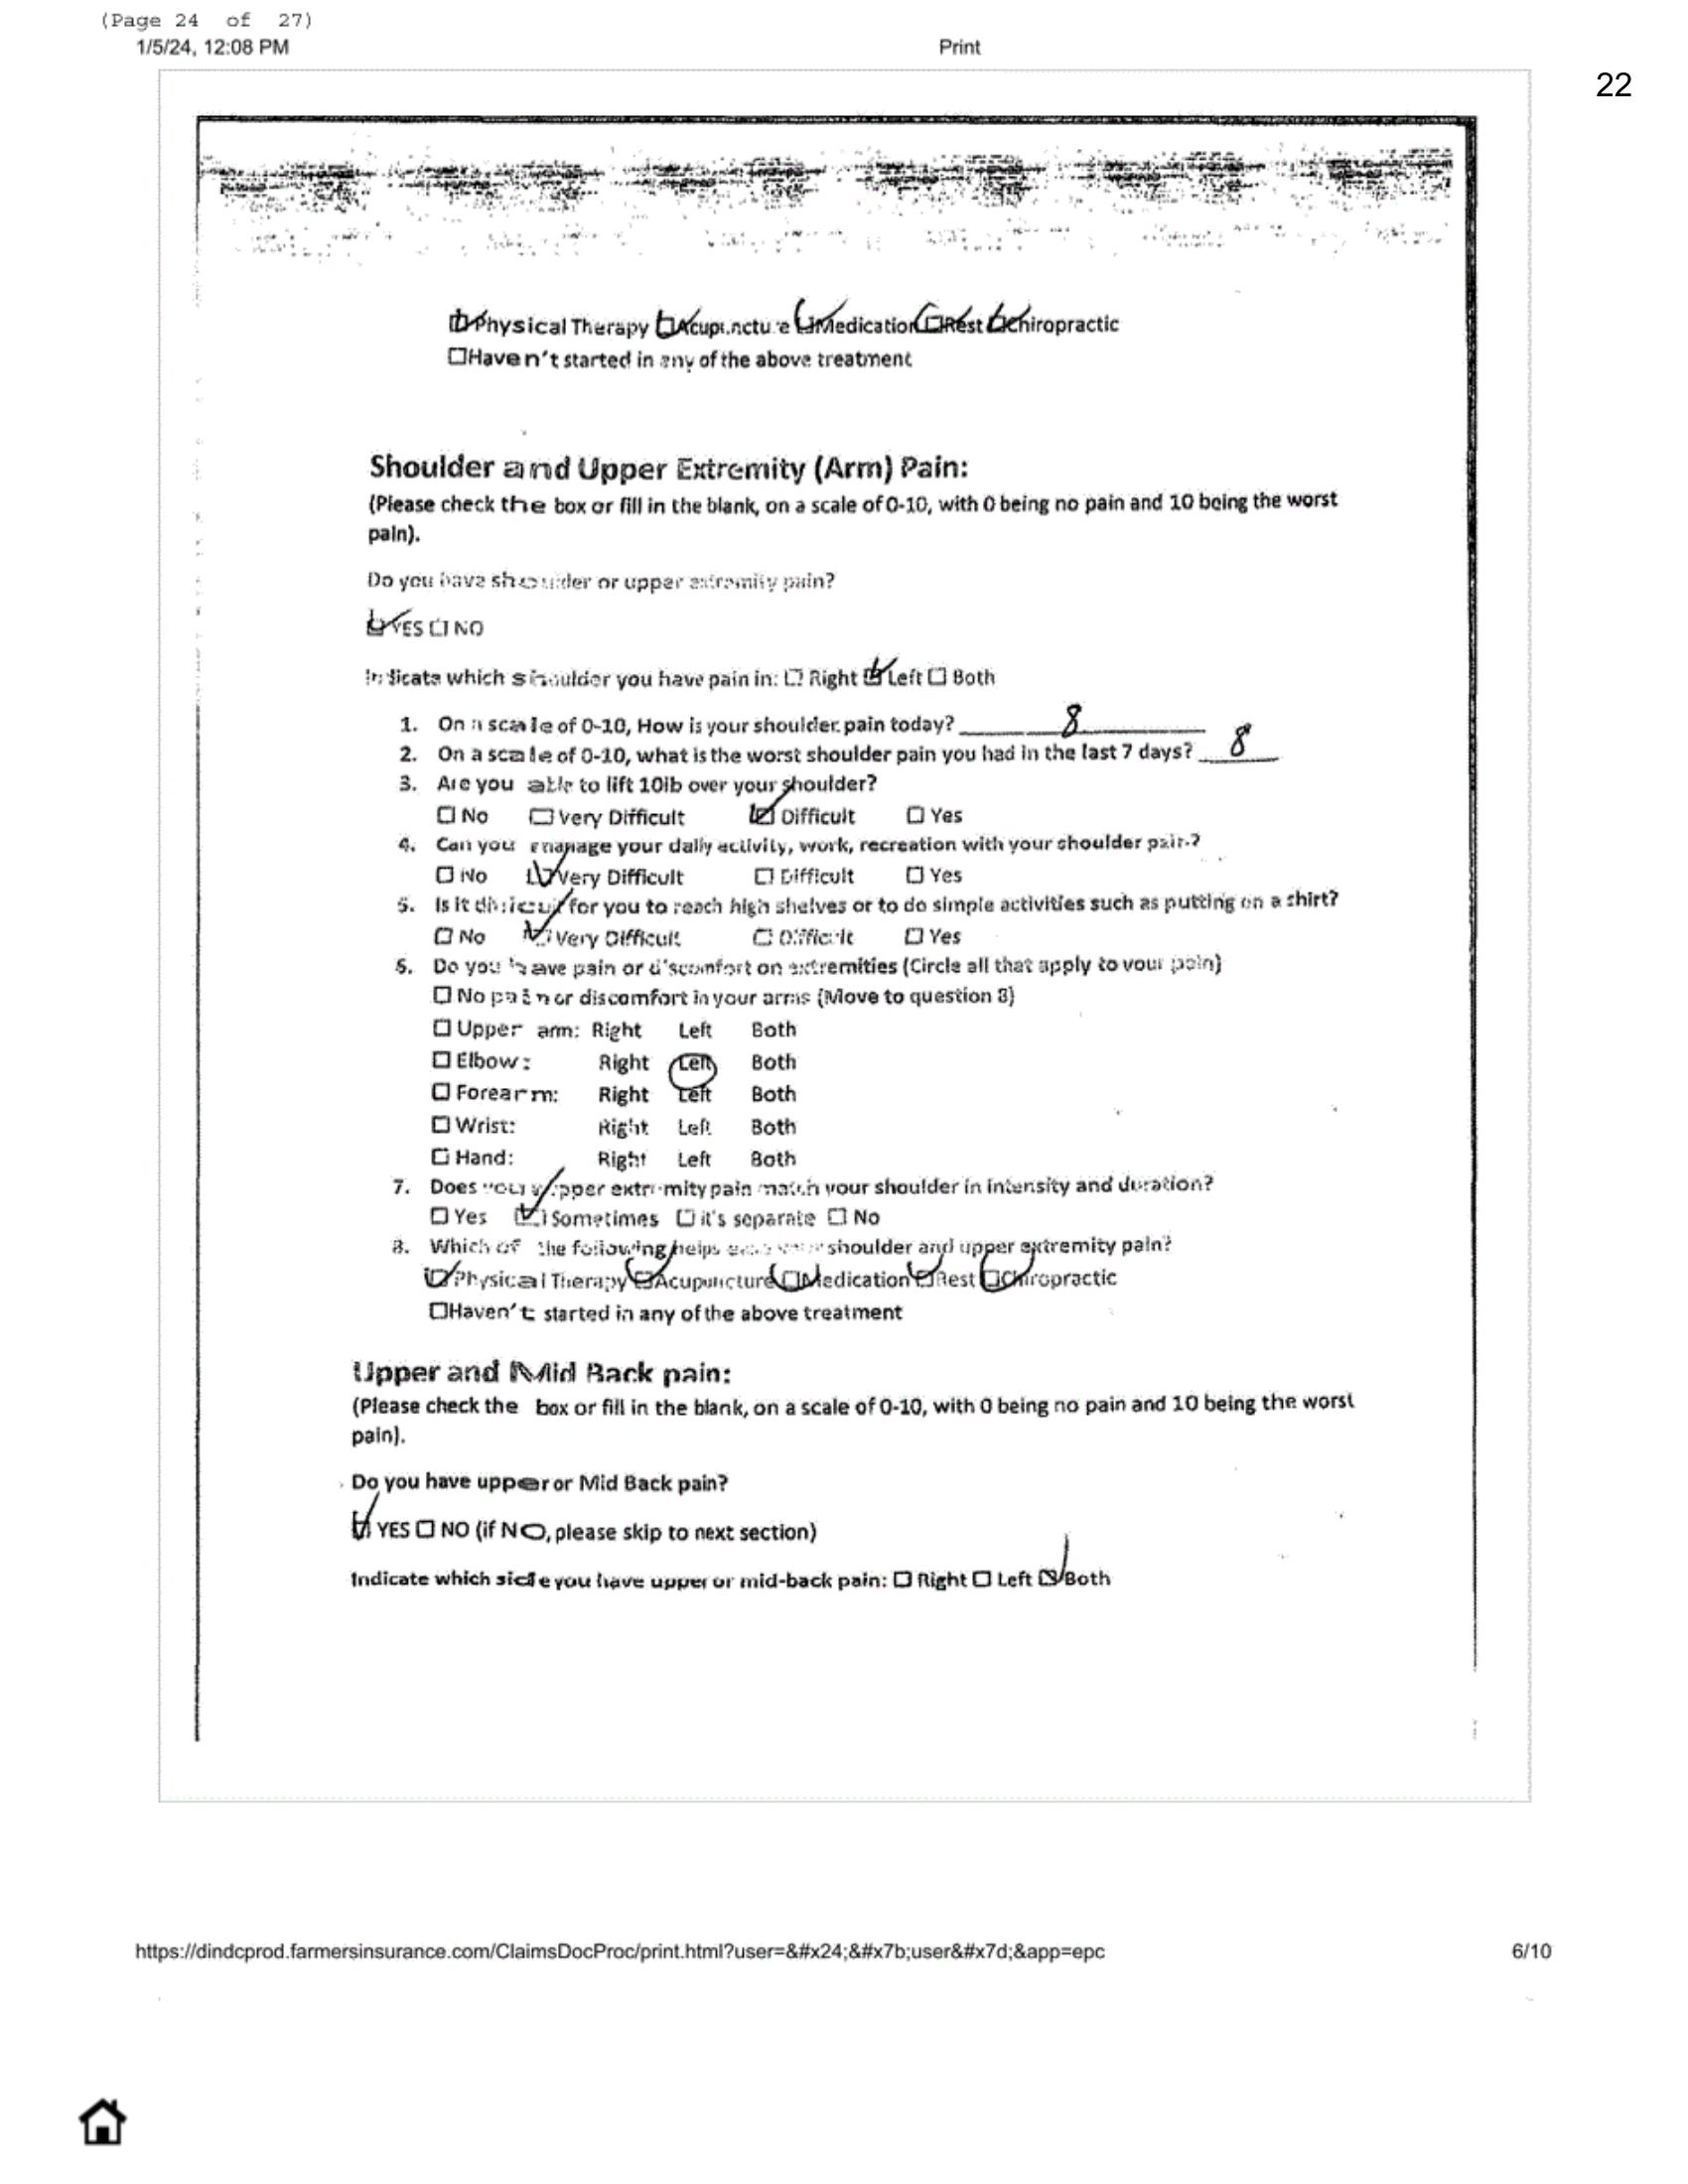 (Page 24 of 27)
1/5/24, 12:08 PM Print
22
☑Physical Therapy ☑Acupuncture ☑Medication ☑Rest ☑Chiropractic
☐Haven't started in any of the above treatment
Shoulder and Upper Extremity (Arm) Pain:
(Please check the box or fill in the blank, on a scale of 0-10, with 0 being no pain and 10 being the worst
pain).
Do you have shoulder or upper extremity pain?
☑YES ☐ NO
Indicate which shoulder you have pain in: ☐ Right ☑ Left ☐ Both
1. On a scale of 0-10, How is your shoulder pain today? 8
2. On a scale of 0-10, what is the worst shoulder pain you had in the last 7 days? 8
3. Are you able to lift 10lb over your shoulder?
☐ No ☐ Very Difficult ☑ Difficult ☐ Yes
4. Can you manage your daily activity, work, recreation with your shoulder pain?
☐ No ☑ Very Difficult ☐ Difficult ☐ Yes
5. Is it difficult for you to reach high shelves or to do simple activities such as putting on a shirt?
☐ No ☑ Very Difficult ☐ Difficult ☐ Yes
6. Do you have pain or discomfort on extremities (Circle all that apply to your pain)
☐ No pain or discomfort in your arms (Move to question 8)
☐ Upper arm: Right Left Both
☐ Elbow: Right Left Both
☐ Forearm: Right Left Both
☐ Wrist: Right Left Both
☐ Hand: Right Left Both
7. Does your upper extremity pain match your shoulder in intensity and duration?
☐ Yes ☑ Sometimes ☐ it's separate ☐ No
8. Which of the following helps shoulder and upper extremity pain?
☑Physical Therapy ☑Acupuncture ☑Medication ☑Rest ☑Chiropractic
☐Haven't started in any of the above treatment
Upper and Mid Back pain:
(Please check the box or fill in the blank, on a scale of 0-10, with 0 being no pain and 10 being the worst
pain).
Do you have upper or Mid Back pain?
☑ YES ☐ NO (if NO, please skip to next section)
Indicate which side you have upper or mid-back pain: ☐ Right ☐ Left ☑ Both
https://dindcprod.farmersinsurance.com/ClaimsDocProc/print.html?user=&#x24;&#x7b;user&#x7d;&app=epc 6/10